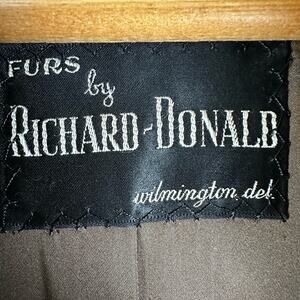 FURS
by
RICHARD-DONALD
wilmington, del.